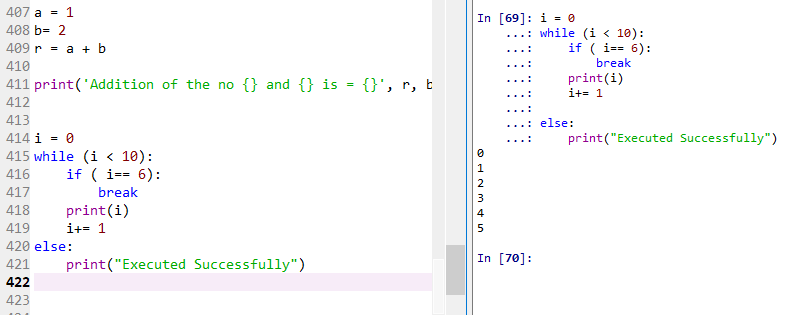 407 a = 1
408 b= 2
409 r = a + b
410
411 print('Addition of the no {} and {} is = {}', r, b
412
413
414 i = 0
415 while (i < 10):
416     if ( i== 6):
417         break
418     print(i)
419     i+= 1
420 else:
421     print("Executed Successfully")
422
423
In [69]: i = 0
    ...: while (i < 10):
    ...:     if ( i== 6):
    ...:         break
    ...:     print(i)
    ...:     i+= 1
    ...:
    ...: else:
    ...:     print("Executed Successfully")
0
1
2
3
4
5
In [70]: